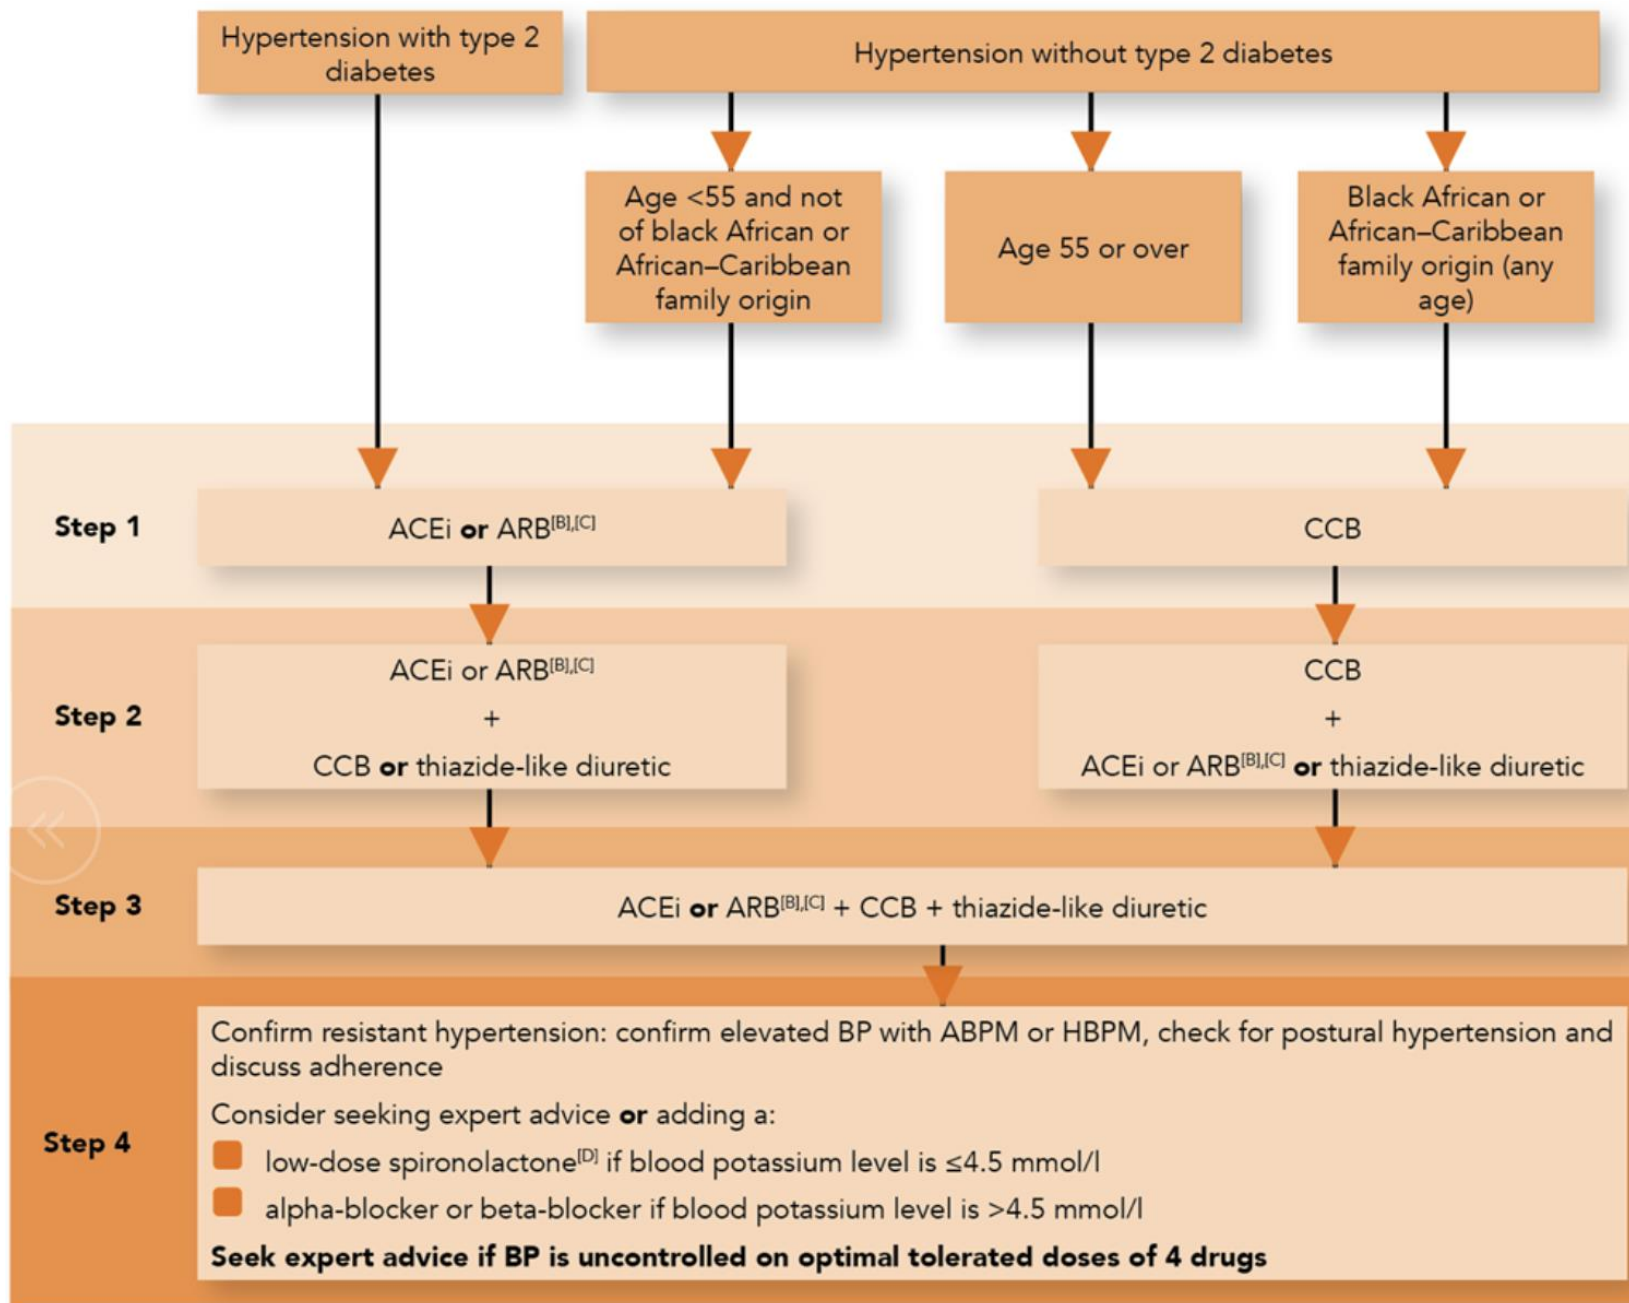 Hypertension with type 2
diabetes
Hypertension without type 2 diabetes
Age <55 and not
of black African or
African–Caribbean
family origin
Age 55 or over
Black African or
African–Caribbean
family origin (any
age)
Step 1
ACEi or ARB[B],[C]
CCB
Step 2
ACEi or ARB[B],[C]
+
CCB or thiazide-like diuretic
CCB
+
ACEi or ARB[B],[C] or thiazide-like diuretic
Step 3
ACEi or ARB[B],[C] + CCB + thiazide-like diuretic
Step 4
Confirm resistant hypertension: confirm elevated BP with ABPM or HBPM, check for postural hypertension and
discuss adherence
Consider seeking expert advice or adding a:
low-dose spironolactone[D] if blood potassium level is ≤4.5 mmol/l
alpha-blocker or beta-blocker if blood potassium level is >4.5 mmol/l
Seek expert advice if BP is uncontrolled on optimal tolerated doses of 4 drugs